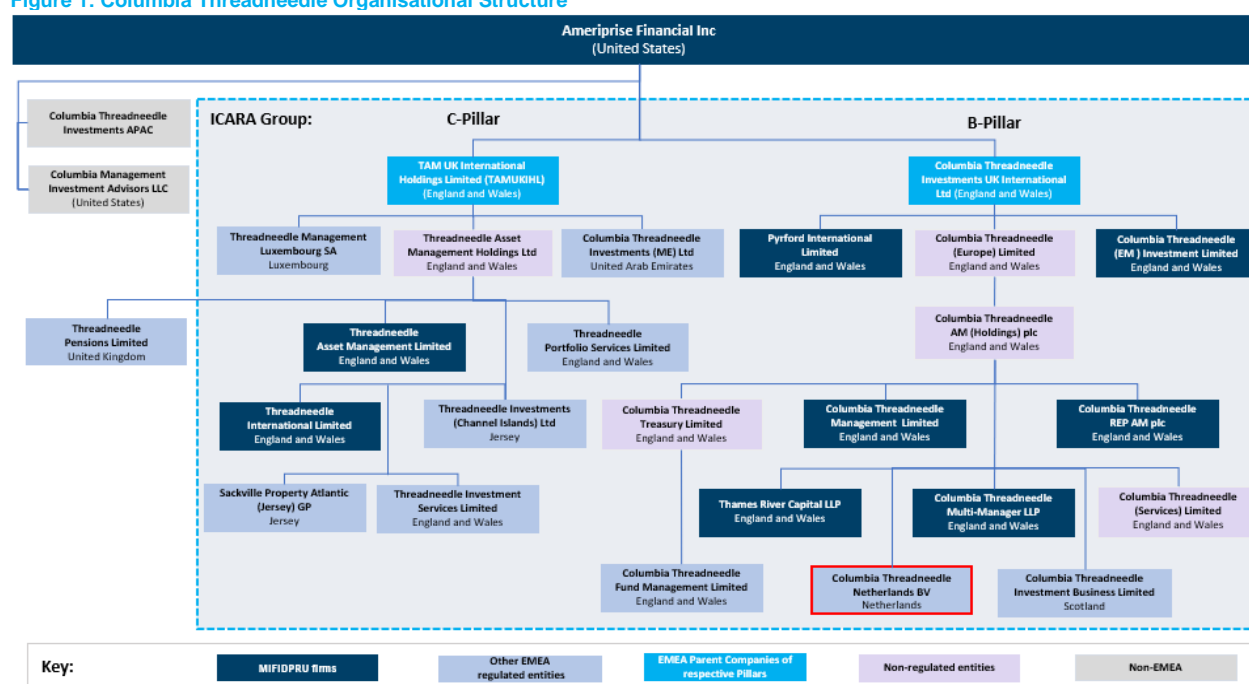 Figure 1: Columbia Threadneedle Organisational Structure
Ameriprise Financial Inc
(United States)
Columbia Threadneedle
Investments APAC
Columbia Management
Investment Advisors LLC
(United States)
ICARA Group:
C-Pillar
B-Pillar
TAM UK International
Holdings Limited (TAMUKIHL)
(England and Wales)
Columbia Threadneedle
Investments UK International
Ltd (England and Wales)
Threadneedle Management
Luxembourg SA
Luxembourg
Threadneedle Asset
Management Holdings Ltd
England and Wales
Columbia Threadneedle
Investments (ME) Ltd
United Arab Emirates
Pyrford International
Limited
England and Wales
Columbia Threadneedle
(Europe) Limited
England and Wales
Columbia Threadneedle
(EM ) Investment Limited
England and Wales
Threadneedle
Pensions Limited
United Kingdom
Threadneedle
Asset Management Limited
England and Wales
Threadneedle
Portfolio Services Limited
England and Wales
Columbia Threadneedle
AM (Holdings) plc
England and Wales
Threadneedle
International Limited
England and Wales
Threadneedle Investments
(Channel Islands) Ltd
Jersey
Columbia Threadneedle
Treasury Limited
England and Wales
Columbia Threadneedle
Management Limited
England and Wales
Columbia Threadneedle
REP AM plc
England and Wales
Sackville Property Atlantic
(Jersey) GP
Jersey
Threadneedle Investment
Services Limited
England and Wales
Thames River Capital LLP
England and Wales
Columbia Threadneedle
Multi-Manager LLP
England and Wales
Columbia Threadneedle
(Services) Limited
England and Wales
Columbia Threadneedle
Fund Management Limited
England and Wales
Columbia Threadneedle
Netherlands BV
Netherlands
Columbia Threadneedle
Investment Business Limited
Scotland
Key:
MIFIDPRU firms
Other EMEA
regulated entities
EMEA Parent Companies of
respective Pillars
Non-regulated entities
Non-EMEA